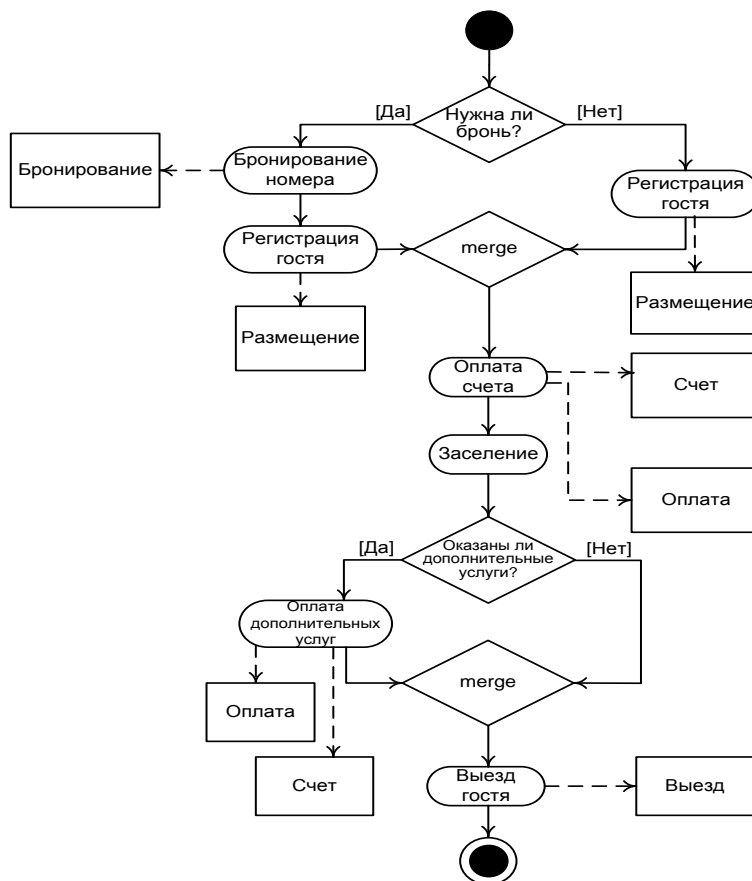 [Да]
Нужна ли
бронь?
[Нет]
Бронирование
Бронирование
номера
Регистрация
гостя
Регистрация
гостя
merge
Размещение
Размещение
Оплата
счета
Счет
Заселение
Оплата
[Да]
Оказаны ли
дополнительные
услуги?
[Нет]
Оплата
дополнительных
услуг
merge
Оплата
Счет
Выезд
гостя
Выезд